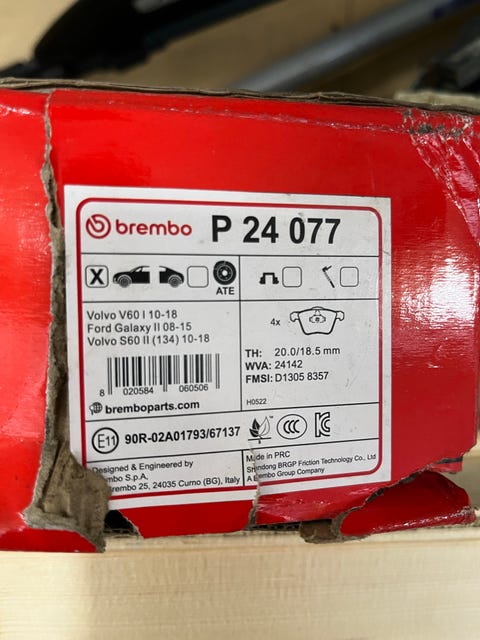 brembo P 24 077
X
ATE
Volvo V60 I 10-18
Ford Galaxy II 08-15
Volvo S60 II (134) 10-18
4x
8 020584 060506
TH: 20.0/18.5 mm
WVA: 24142
FMSI: D1305 8357
bremboparts.com
H0522
E11 90R-02A01793/67137
CCC
Designed & Engineered by
S.p.A.
Brembo 25, 24035 Curno (BG), Italy
Made in PRC
Shandong BRGP Friction Technology Co., Ltd
A Brembo Group Company